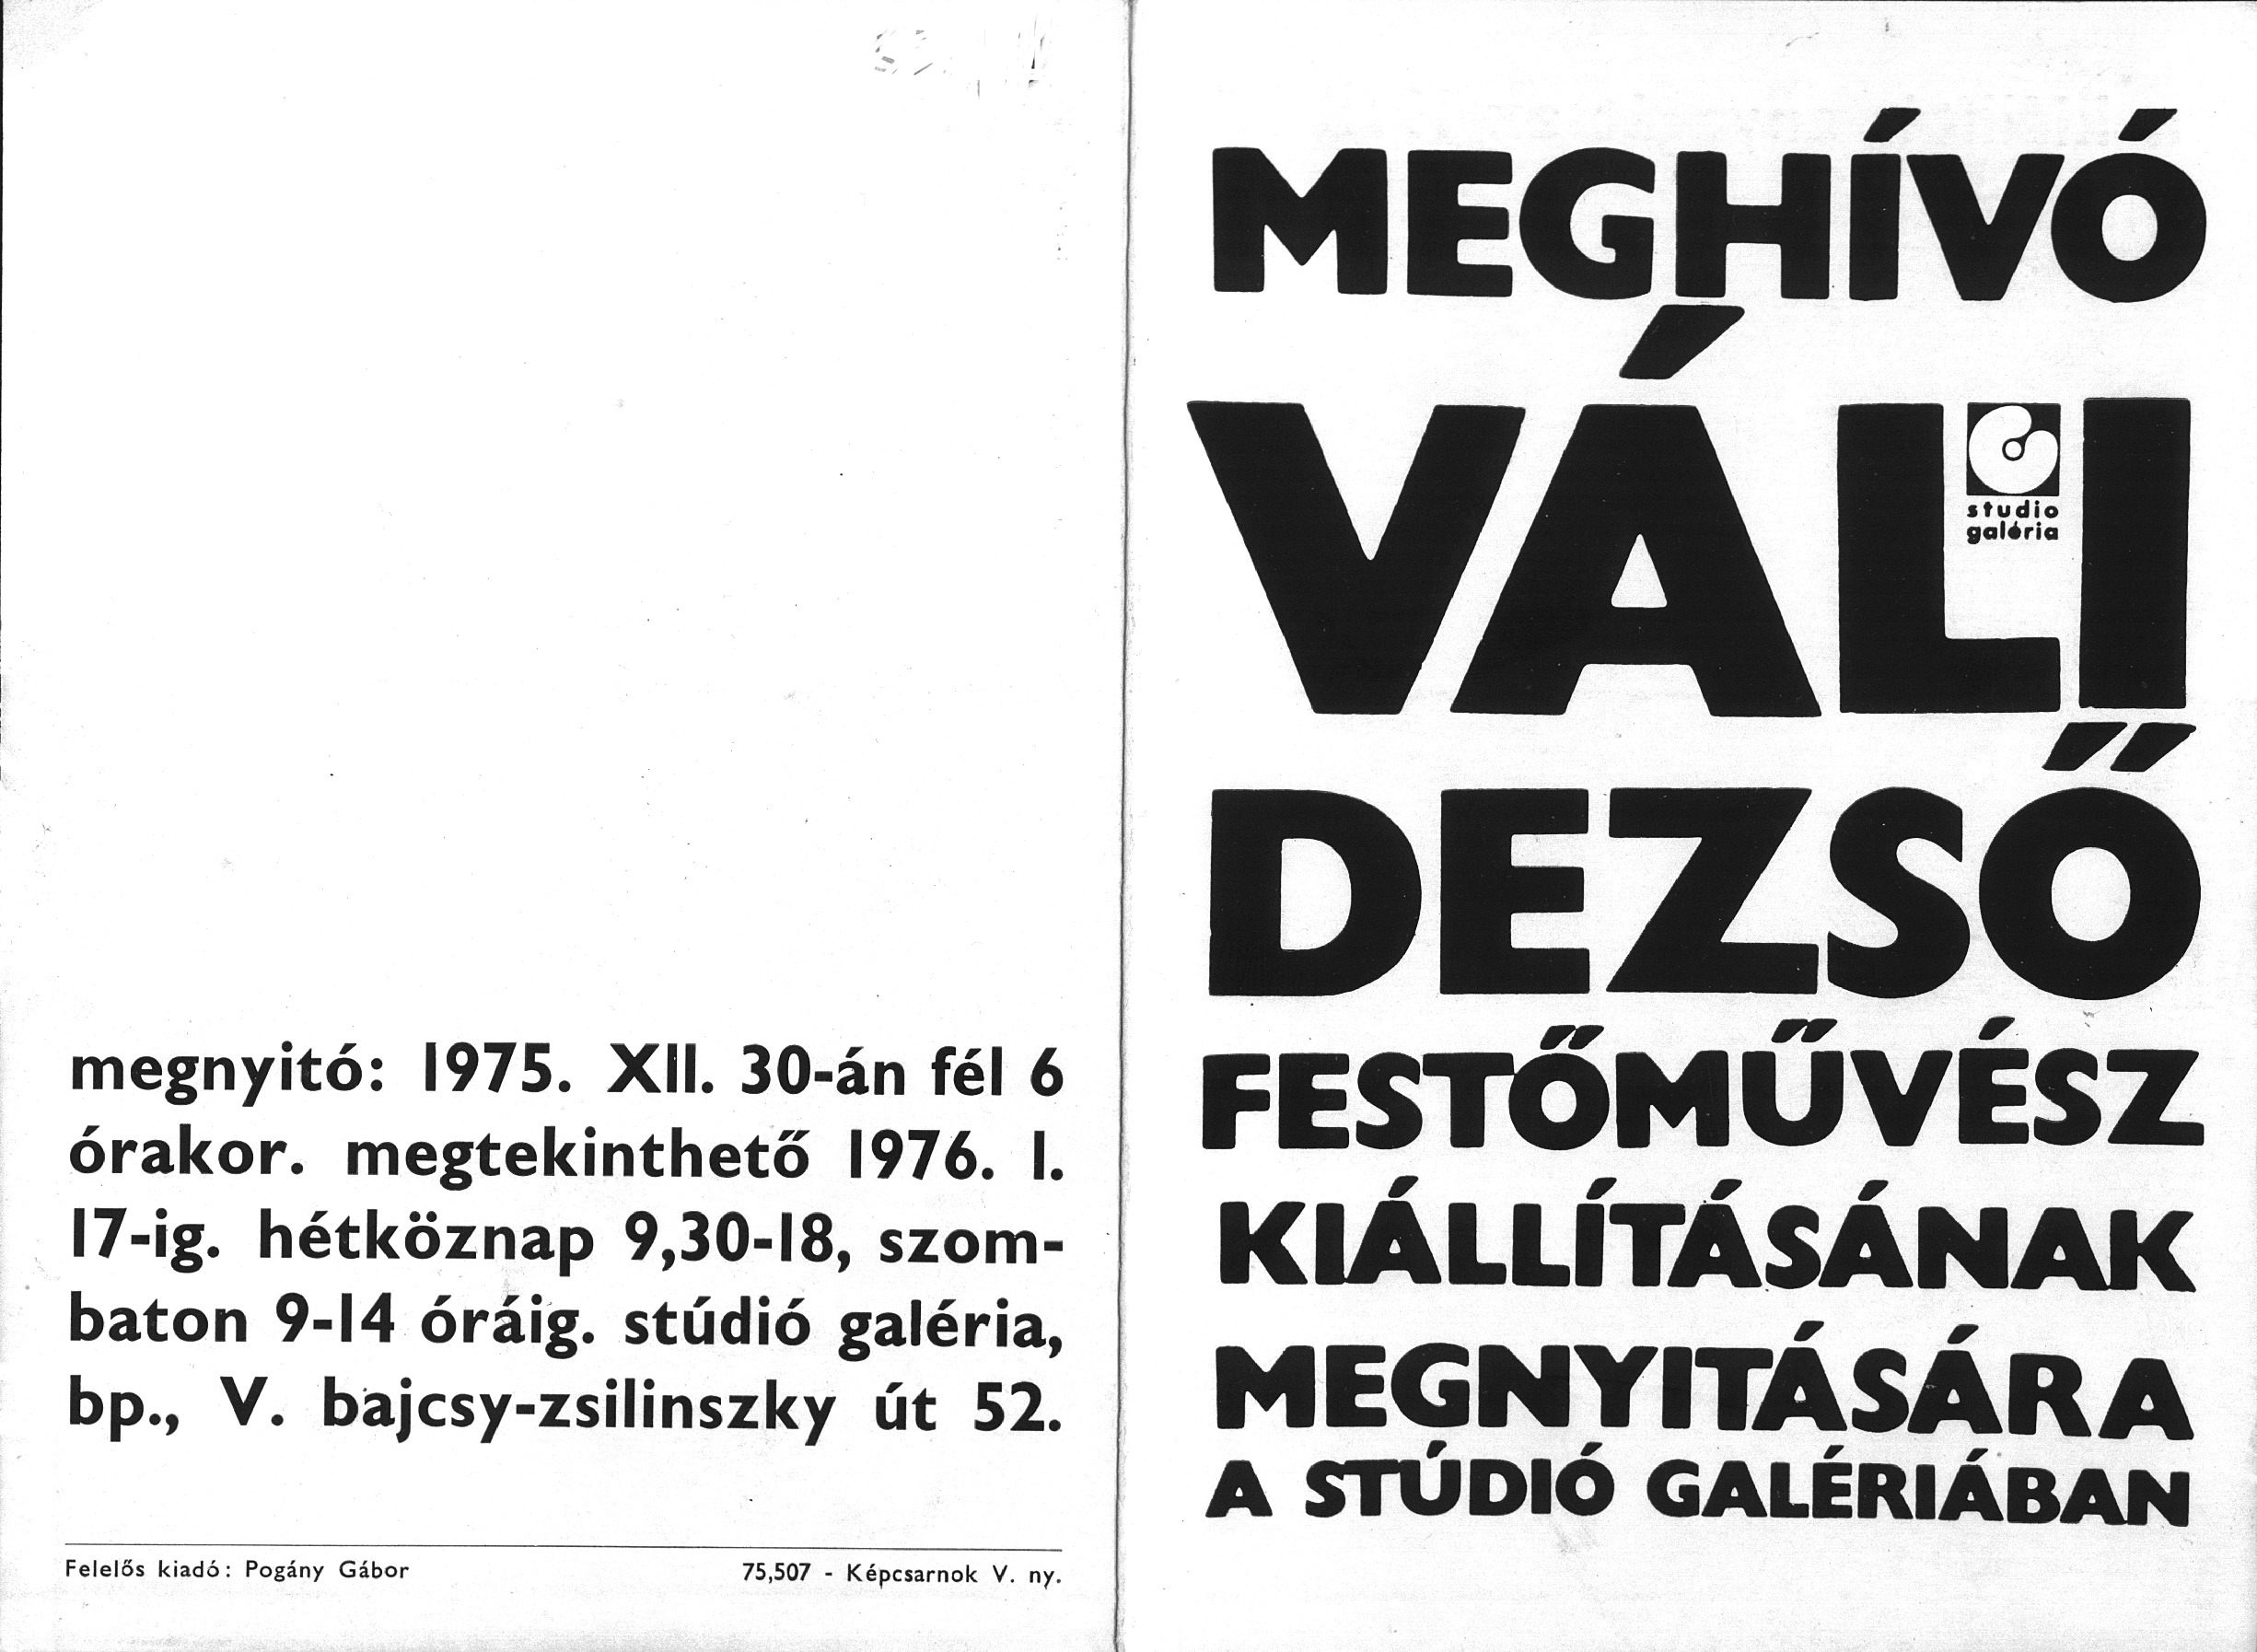 megnyitó: 1975. XII. 30-án fél 6
órakor. megtekinthető 1976. I.
17-ig. hétköznap 9,30-18, szom-
baton 9-14 óráig. stúdió galéria,
bp., V. bajcsy-zsilinszky út 52.
Felelős kiadó: Pogány Gábor
75,507 - Képcsarnok V. ny.
MEGHÍVÓ
VÁLI
studio
galéria
DEZSŐ
FESTŐMŰVÉSZ
KIÁLLÍTÁSÁNAK
MEGNYITÁSÁRA
A STÚDIÓ GALÉRIÁBAN